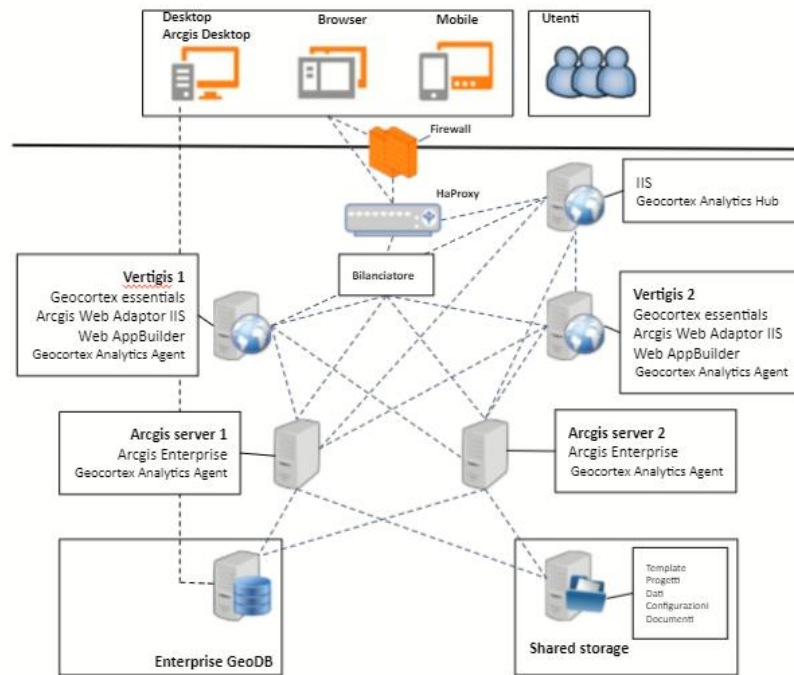 Desktop
Arcgis Desktop
Browser
Mobile
Utenti
Firewall
HaProxy
IIS
Geocortex Analytics Hub
Bilanciatore
Vertigis 1
Geocortex essentials
Arcgis Web Adaptor IIS
Web AppBuilder
Geocortex Analytics Agent
Vertigis 2
Geocortex essentials
Arcgis Web Adaptor IIS
Web AppBuilder
Geocortex Analytics Agent
Arcgis server 1
Arcgis Enterprise
Geocortex Analytics Agent
Arcgis server 2
Arcgis Enterprise
Geocortex Analytics Agent
Enterprise GeoDB
Template
Progetti
Dati
Configurazioni
Documenti
Shared storage